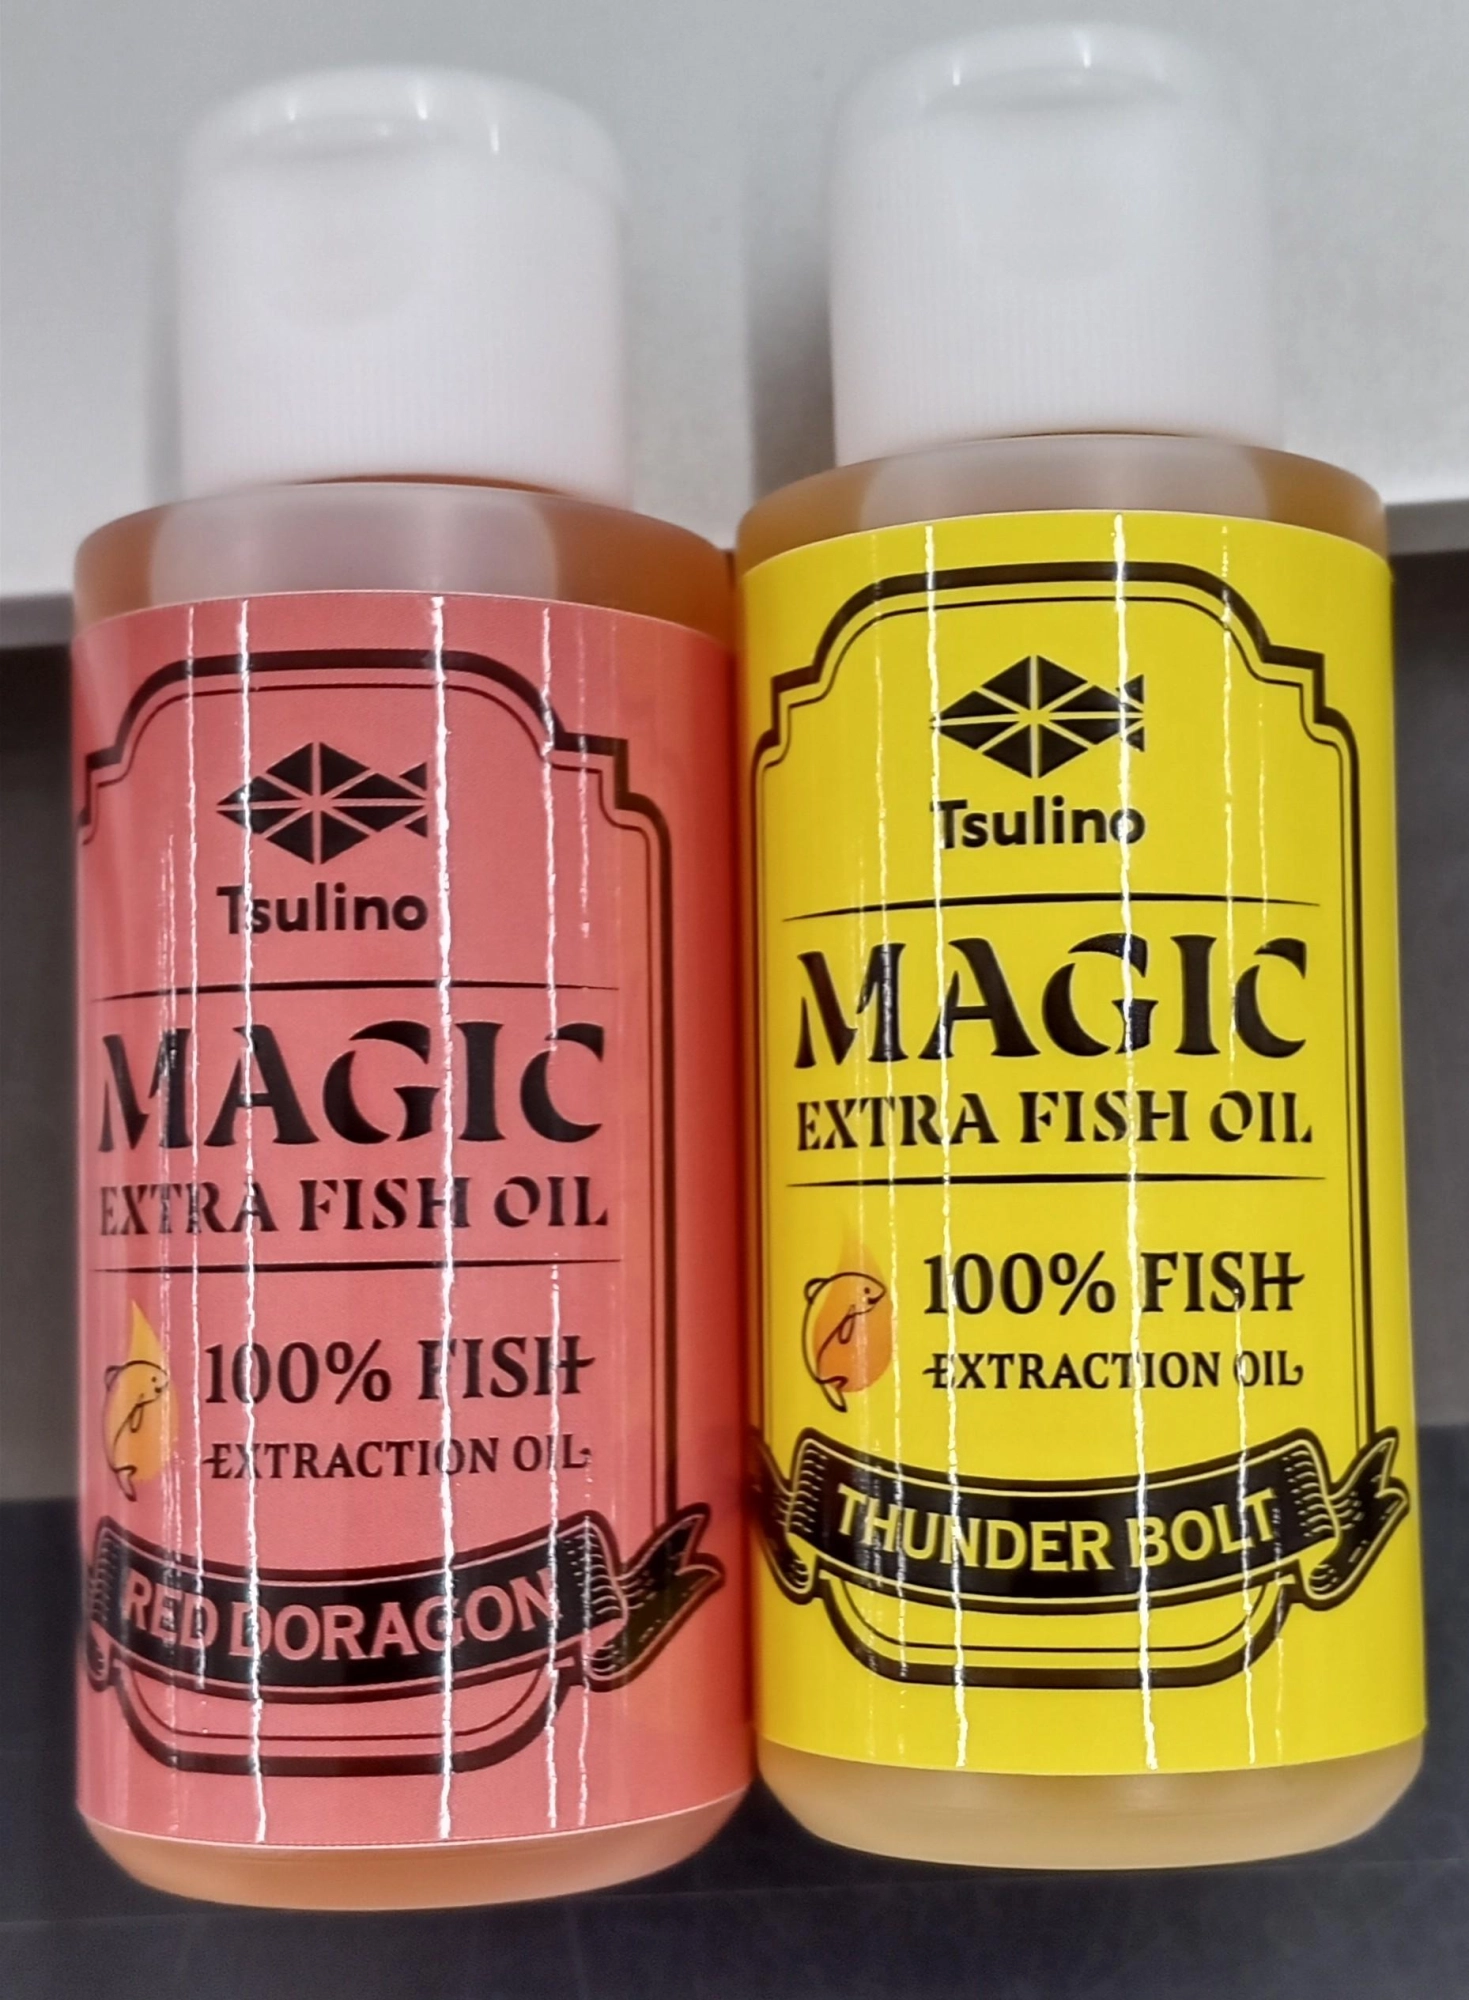 Tsulino
MAGIC
EXTRA FISH OIL
100% FISH
EXTRACTION OIL
RED DORAGON
Tsulino
MAGIC
EXTRA FISH OIL
100% FISH
EXTRACTION OIL
THUNDER BOLT